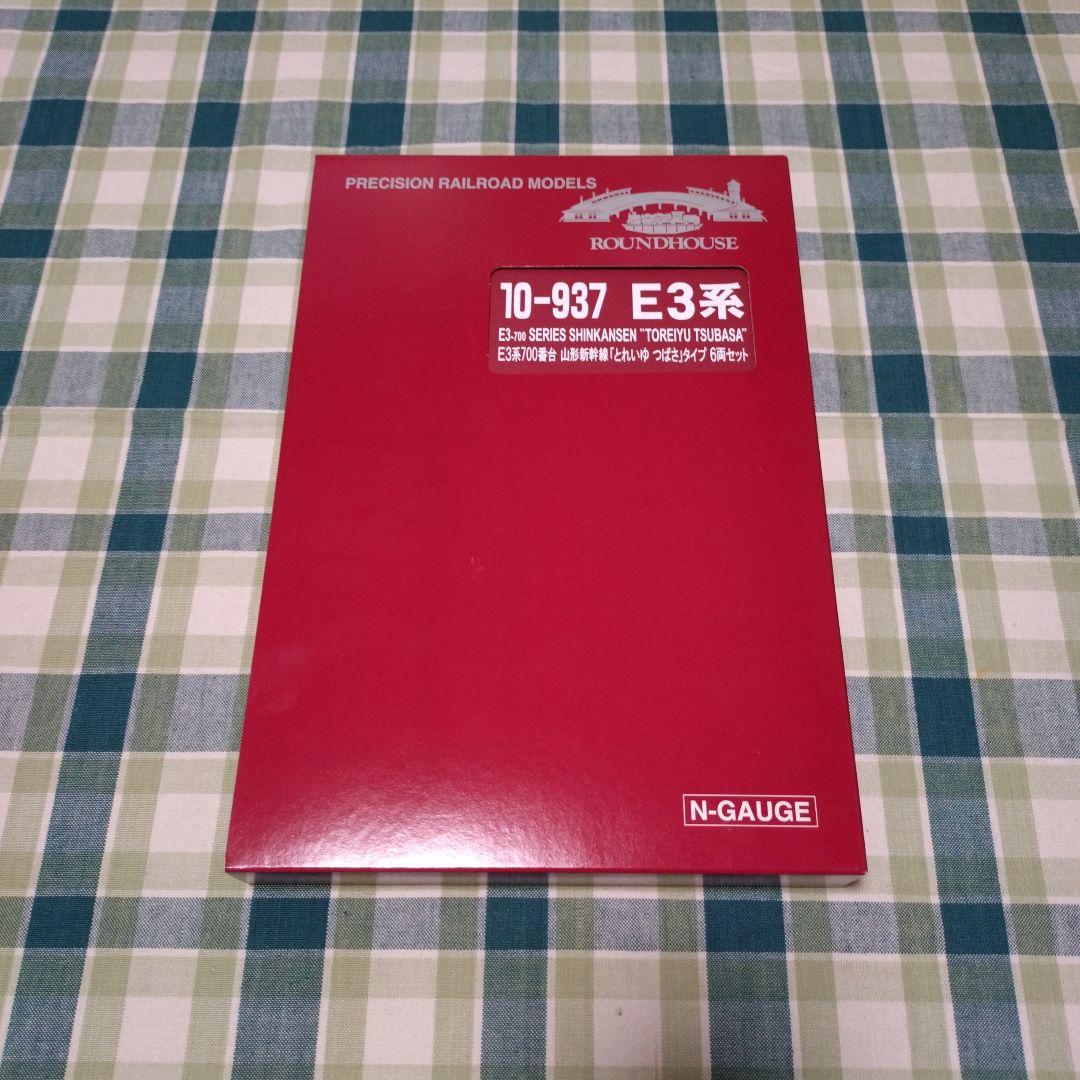 PRECISION RAILROAD MODELS
ROUNDHOUSE
10-937 E3系
E3-700 SERIES SHINKANSEN "TOREIYU TSUBASA"
E3系700番台 山形新幹線「とれいゆ つばさ」タイプ 6両セット
N-GAUGE